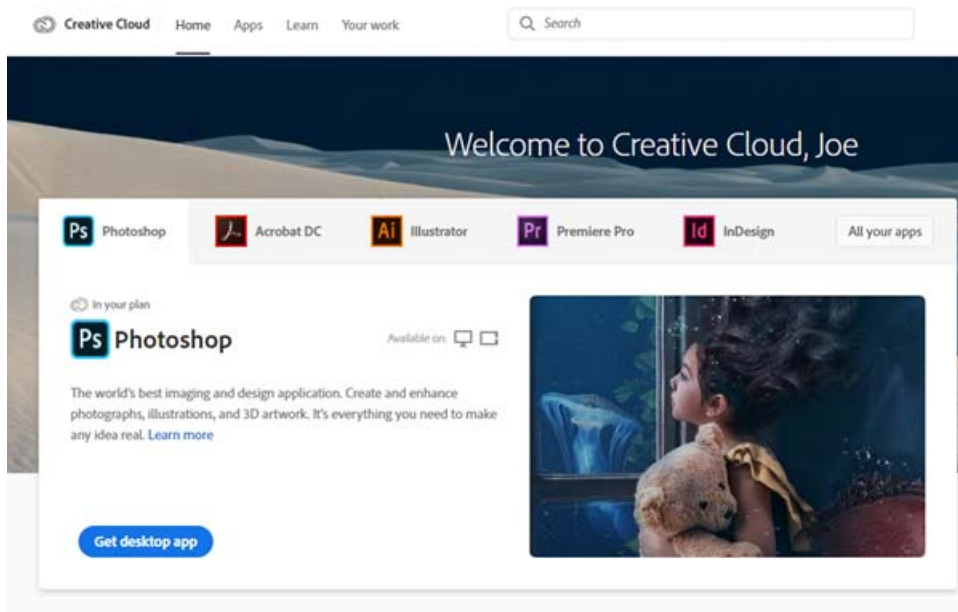 Creative Cloud Home Apps Learn Your work Search
Welcome to Creative Cloud, Joe
Ps Photoshop Acrobat DC Ai Illustrator Pr Premiere Pro Id InDesign All your apps
In your plan
Ps Photoshop Available on:
The world's best imaging and design application. Create and enhance
photographs, illustrations, and 3D artwork. It's everything you need to make
any idea real. Learn more
Get desktop app